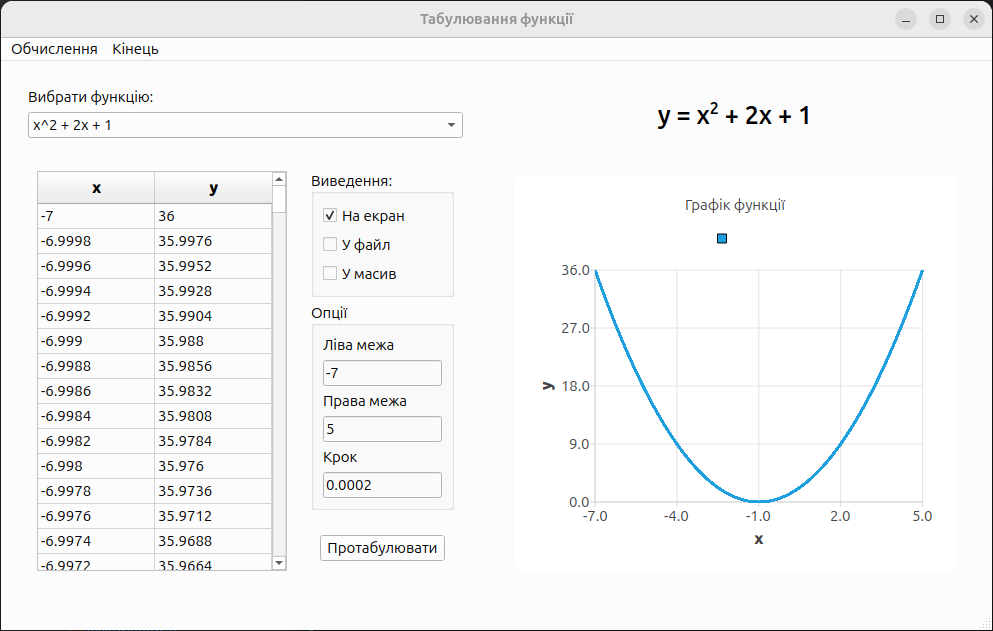 Табулювання функції
Обчислення Кінець
Вибрати функцію:
x^2 + 2x + 1
y = x² + 2x + 1
x y
-7 36
-6.9998 35.9976
-6.9996 35.9952
-6.9994 35.9928
-6.9992 35.9904
-6.999 35.988
-6.9988 35.9856
-6.9986 35.9832
-6.9984 35.9808
-6.9982 35.9784
-6.998 35.976
-6.9978 35.9736
-6.9976 35.9712
-6.9974 35.9688
-6.9972 35.9664
Виведення:
На екран
У файл
У масив
Опції
Ліва межа
-7
Права межа
5
Крок
0.0002
Протабулювати
Графік функції
36.0
27.0
y 18.0
9.0
0.0
-7.0 -4.0 -1.0 2.0 5.0
x